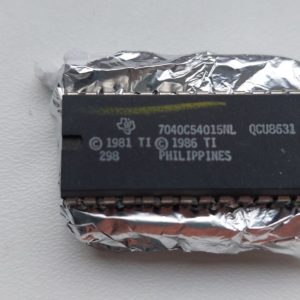 7040C54015NL QCU8631
© 1981 TI © 1986 TI
298 PHILIPPINES